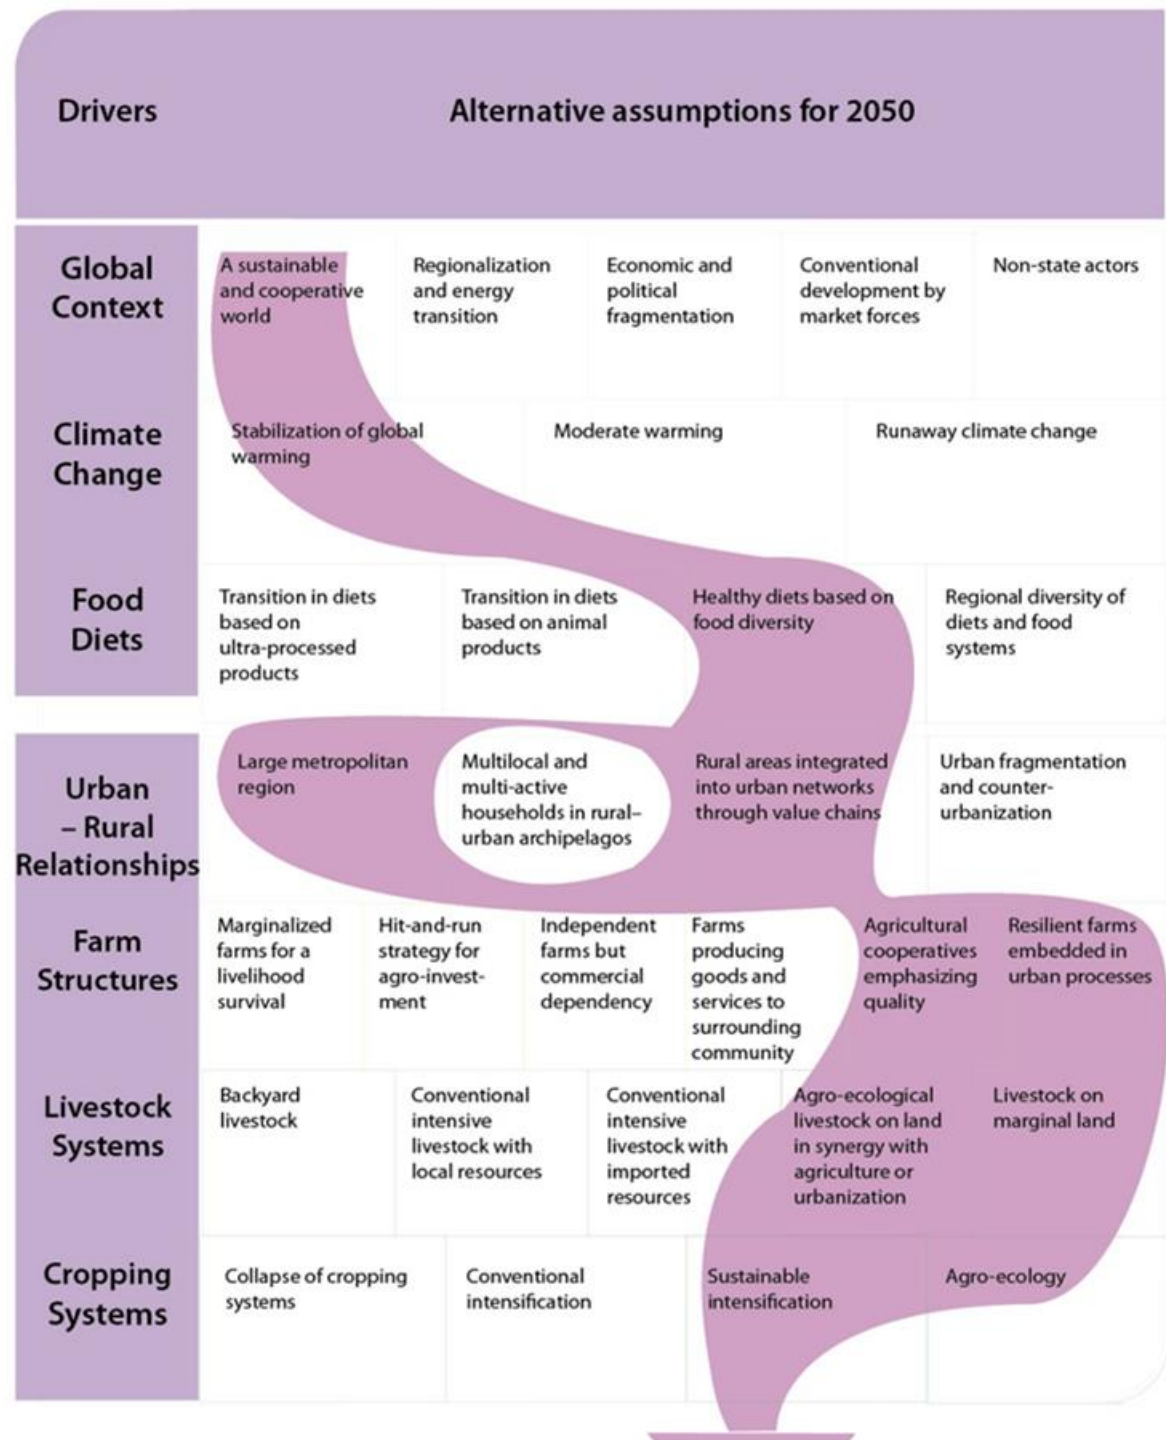 Drivers
Alternative assumptions for 2050
Global
Context
A sustainable
and cooperative
world
Regionalization
and energy
transition
Economic and
political
fragmentation
Conventional
development by
market forces
Non-state actors
Climate
Change
Stabilization of global
warming
Moderate warming
Runaway climate change
Food
Diets
Transition in diets
based on
ultra-processed
products
Transition in diets
based on animal
products
Healthy diets based on
food diversity
Regional diversity of
diets and food
systems
Urban
– Rural
Relationships
Large metropolitan
region
Multilocal and
multi-active
households in rural–
urban archipelagos
Rural areas integrated
into urban networks
through value chains
Urban fragmentation
and counter-
urbanization
Farm
Structures
Marginalized
farms for a
livelihood
survival
Hit-and-run
strategy for
agro-invest-
ment
Independent
farms but
commercial
dependency
Farms
producing
goods and
services to
surrounding
community
Agricultural
cooperatives
emphasizing
quality
Resilient farms
embedded in
urban processes
Livestock
Systems
Backyard
livestock
Conventional
intensive
livestock with
local resources
Conventional
intensive
livestock with
imported
resources
Agro-ecological
livestock on land
in synergy with
agriculture or
urbanization
Livestock on
marginal land
Cropping
Systems
Collapse of cropping
systems
Conventional
intensification
Sustainable
intensification
Agro-ecology